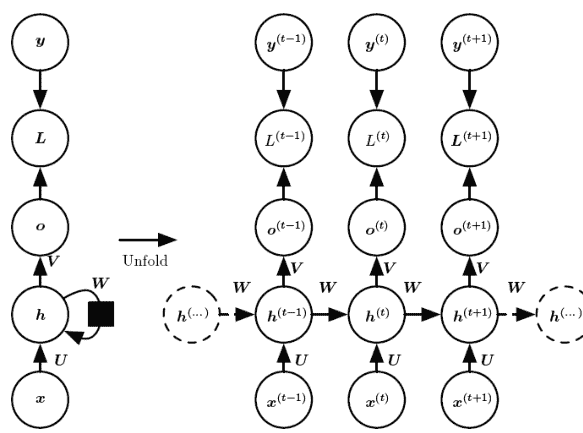 y y^(t−1) y^(t) y^(t+1)
L L^(t−1) L^(t) L^(t+1)
o o^(t−1) o^(t) o^(t+1)
Unfold
V V V V
W W W W W
h h^(...) h^(t−1) h^(t) h^(t+1) h^(...)
U U U U
x x^(t−1) x^(t) x^(t+1)